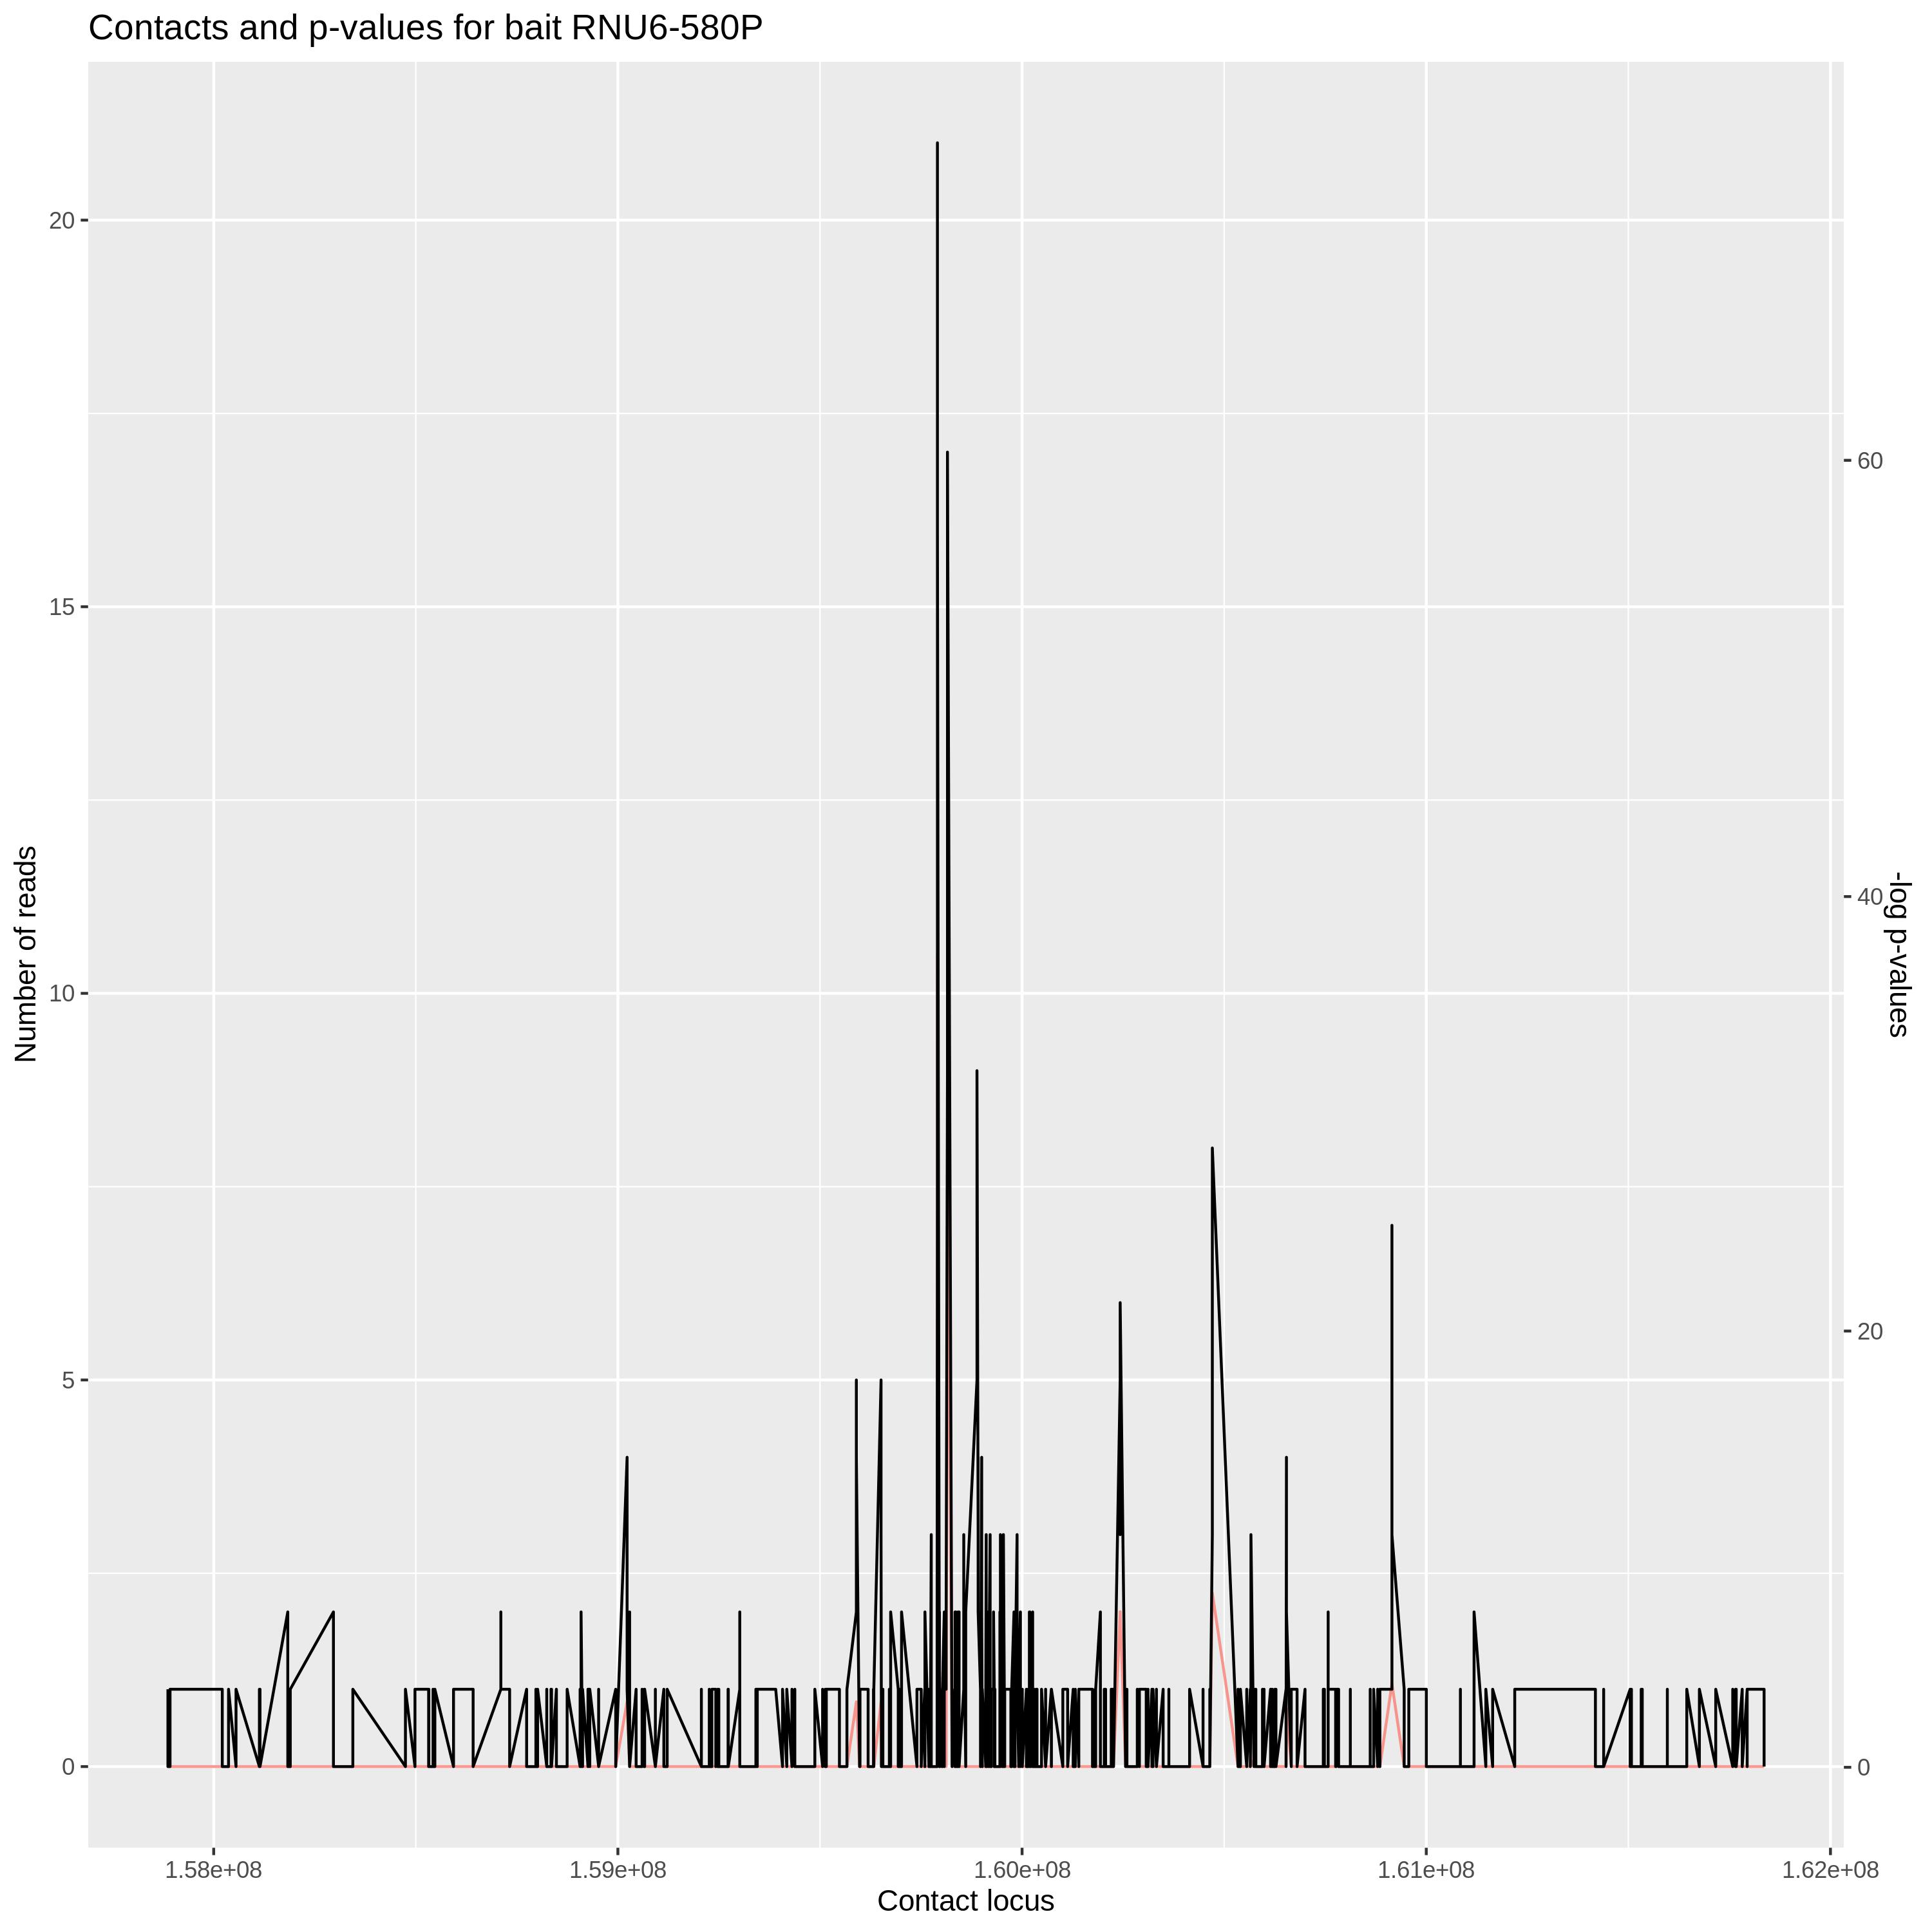 Contacts and p-values for bait RNU6-580P
20
15
10
5
0
Number of reads
60
40
20
0
-log p-values
1.58e+08
1.59e+08
1.60e+08
1.61e+08
1.62e+08
Contact locus